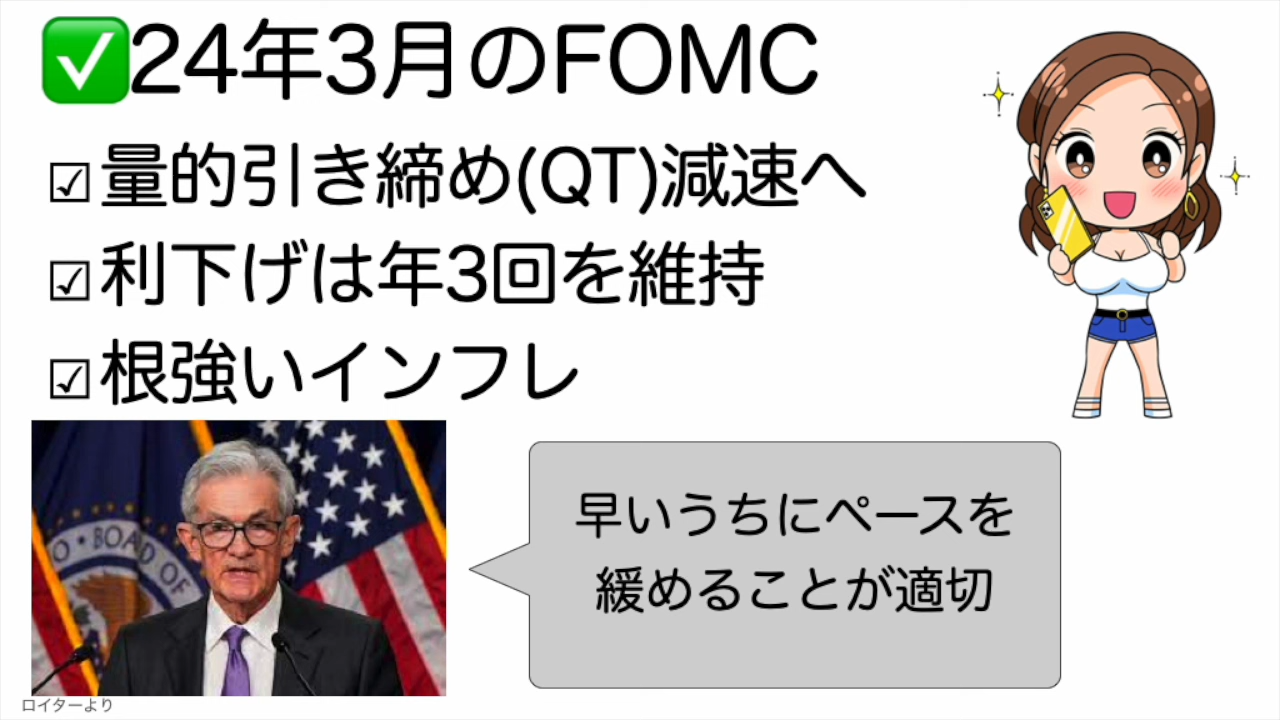 ✅24年3月のFOMC
☑量的引き締め(QT)減速へ
☑利下げは年3回を維持
☑根強いインフレ
O・BOARD OF
早いうちにペースを
緩めることが適切
ロイターより